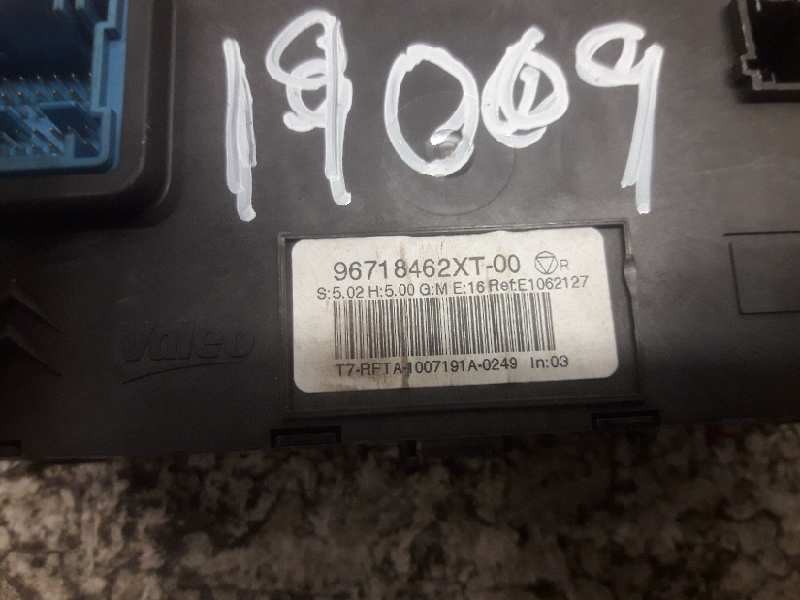 19009
96718462XT-00 R
S:5.02 H:5.00 G:M E:16 Ref:E1062127
T7-RFTA-1007191A-0249 In:03
Valeo